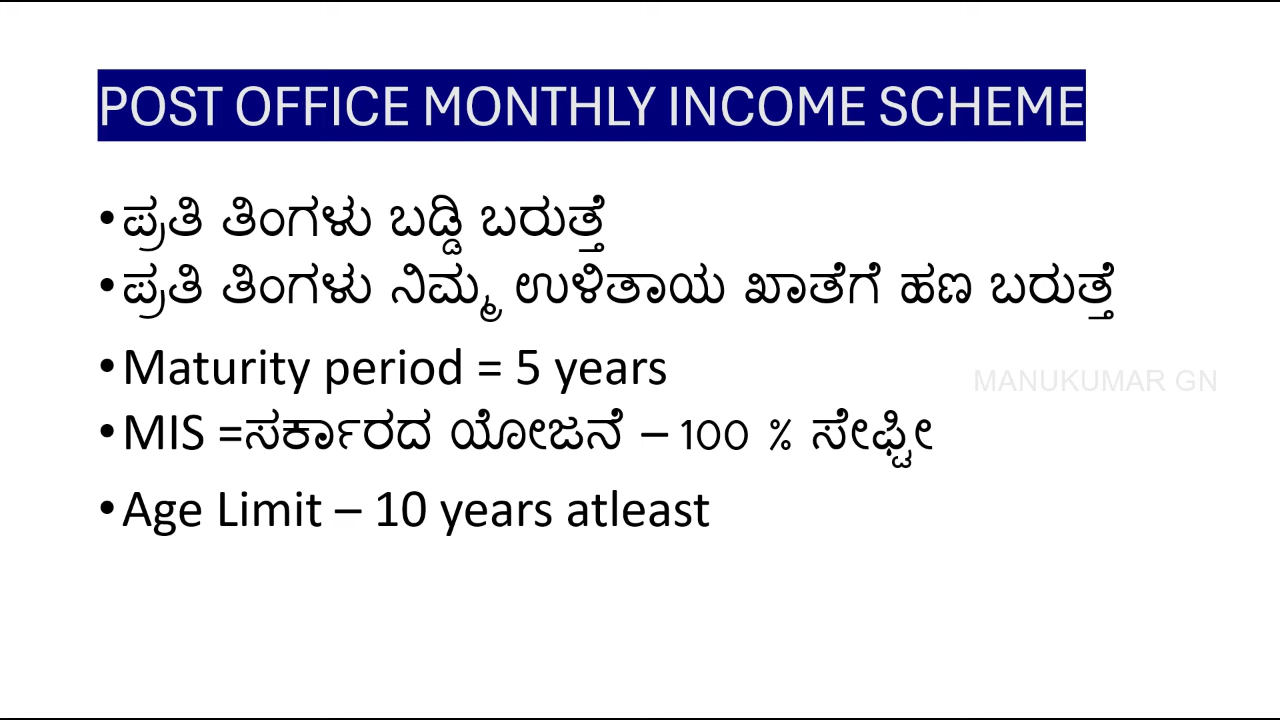 POST OFFICE MONTHLY INCOME SCHEME
•ಪ್ರತಿ ತಿಂಗಳು ಬಡ್ಡಿ ಬರುತ್ತೆ
•ಪ್ರತಿ ತಿಂಗಳು ನಿಮ್ಮ ಉಳಿತಾಯ ಖಾತೆಗೆ ಹಣ ಬರುತ್ತೆ
•Maturity period = 5 years
MANUKUMAR GN
•MIS =ಸರ್ಕಾರದ ಯೋಜನೆ – 100 % ಸೇಫ್ಟೀ
•Age Limit – 10 years atleast